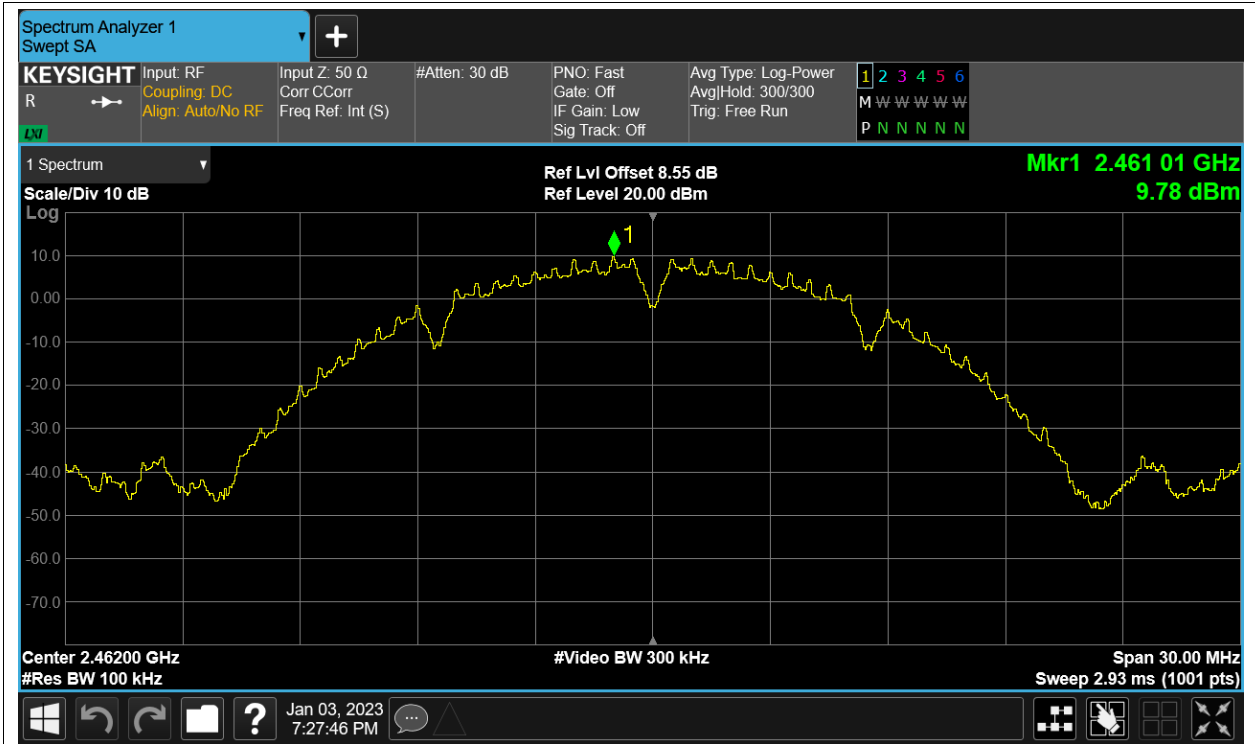 Spectrum Analyzer 1
Swept SA
+
KEYSIGHT
R
LXI
Input: RF
Coupling: DC
Align: Auto/No RF
Input Z: 50 Ω
Corr CCorr
Freq Ref: Int (S)
#Atten: 30 dB
PNO: Fast
Gate: Off
IF Gain: Low
Sig Track: Off
Avg Type: Log-Power
Avg|Hold: 300/300
Trig: Free Run
1 2 3 4 5 6
M W W W W W
P N N N N N
1 Spectrum
Scale/Div 10 dB
Log
Ref Lvl Offset 8.55 dB
Ref Level 20.00 dBm
Mkr1 2.461 01 GHz
9.78 dBm
1
10.0
0.00
-10.0
-20.0
-30.0
-40.0
-50.0
-60.0
-70.0
Center 2.46200 GHz
#Res BW 100 kHz
#Video BW 300 kHz
Span 30.00 MHz
Sweep 2.93 ms (1001 pts)
?
Jan 03, 2023
7:27:46 PM